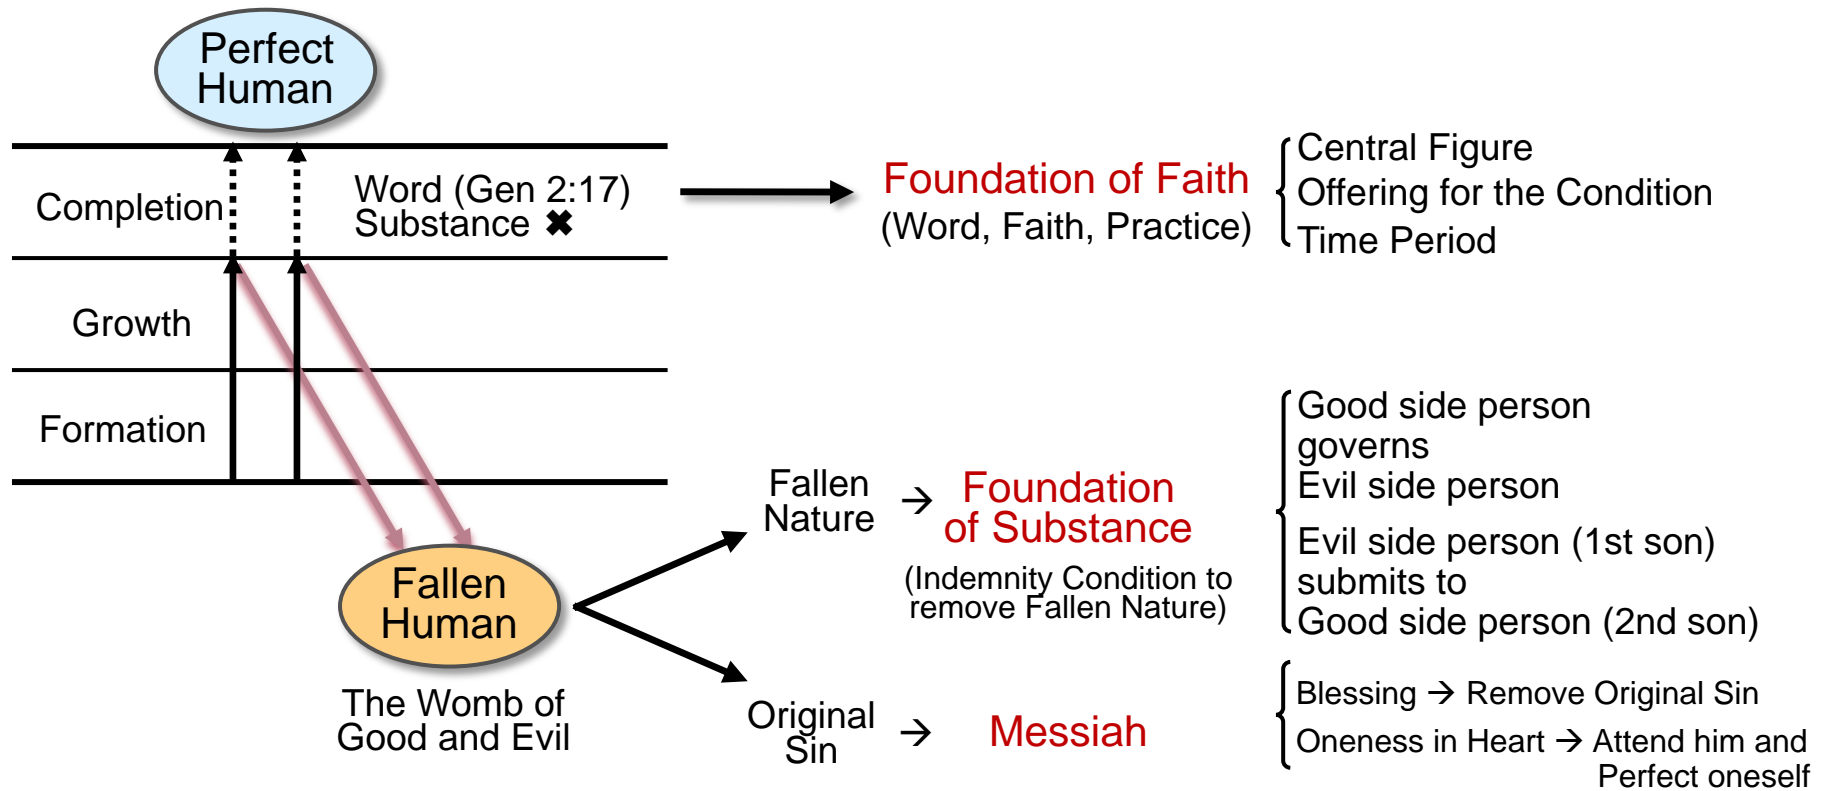 Perfect
Human
Completion
Word (Gen 2:17)
Substance ✖
Foundation of Faith
(Word, Faith, Practice)
Central Figure
Offering for the Condition
Time Period
Growth
Formation
Fallen
Human
The Womb of
Good and Evil
Fallen
Nature
→
Foundation
of Substance
(Indemnity Condition to
remove Fallen Nature)
Good side person
governs
Evil side person
Evil side person (1st son)
submits to
Good side person (2nd son)
Original
Sin
→
Messiah
Blessing → Remove Original Sin
Oneness in Heart → Attend him and
Perfect oneself